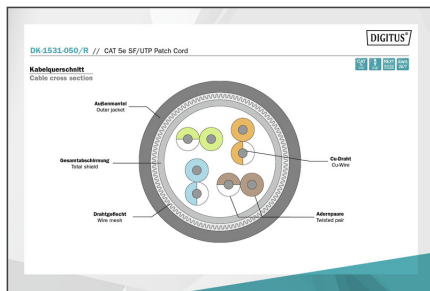 DIGITUS®
DK-1531-050/R // CAT 5e SF/UTP Patch Cord
Kabelquerschnitt
Cable cross section
Außenmantel
Outer jacket
Gesamtabschirmung
Total shield
Drahtgeflecht
Wire mesh
Cu-Draht
Cu-Wire
Adernpaare
Twisted pair